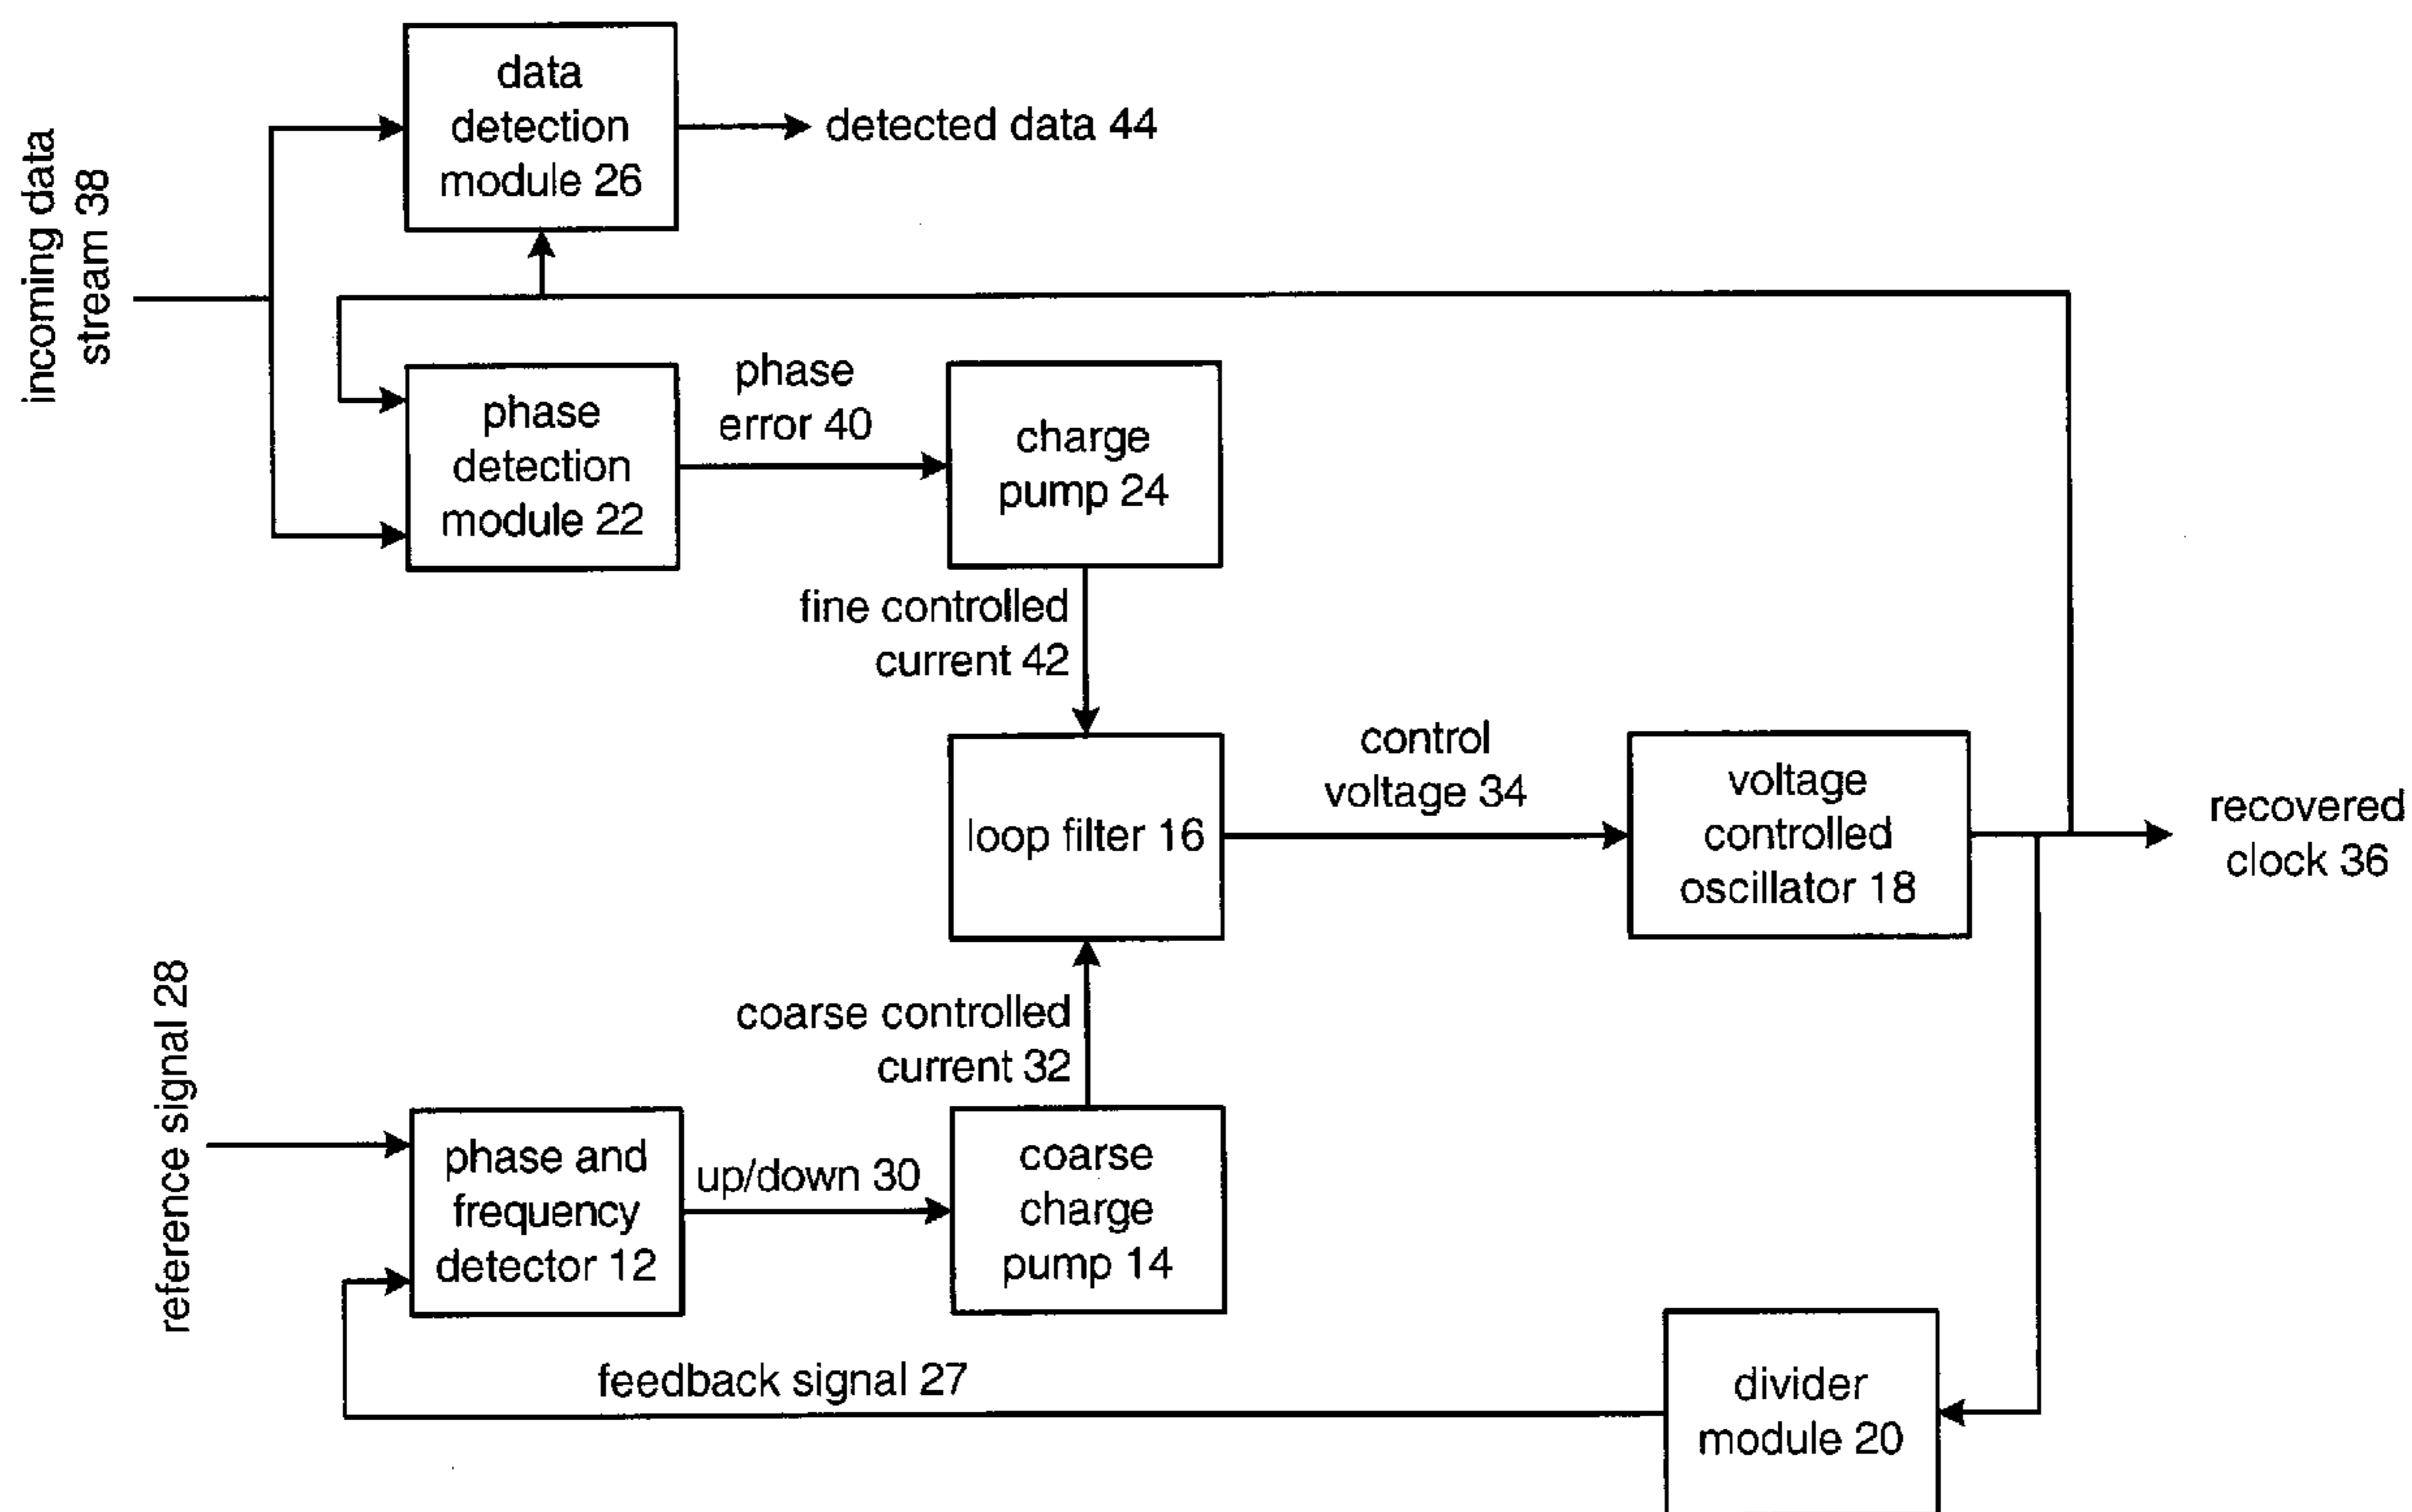 data
detection
module 26
detected data 44
incoming data
stream 38
phase
detection
module 22
phase
error 40
charge
pump 24
fine controlled
current 42
loop filter 16
control
voltage 34
voltage
controlled
oscillator 18
recovered
clock 36
reference signal 28
coarse controlled
current 32
phase and
frequency
detector 12
up/down 30
coarse
charge
pump 14
feedback signal 27
divider
module 20